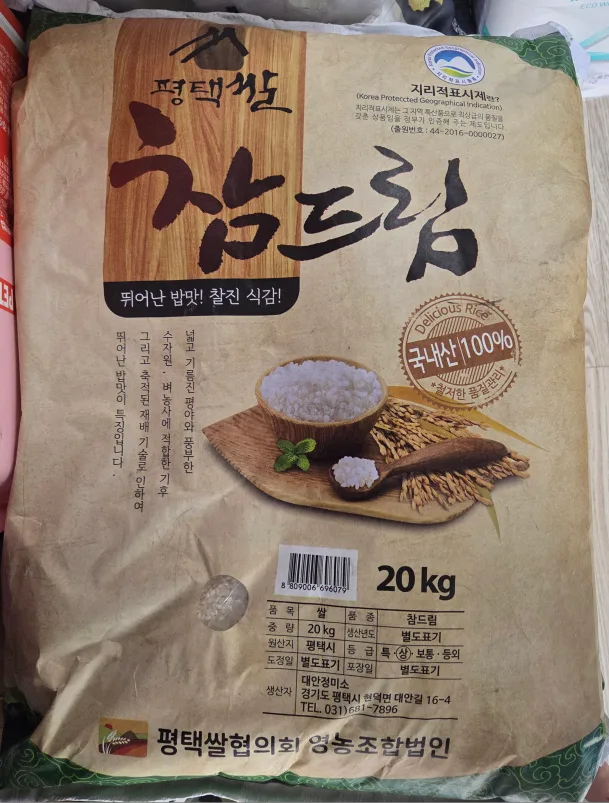 평택쌀
지리적표시제란?
(Korea Proteccted Geographical Indication)
지리적표시제는 그 지역 특산품으로 최상급의 품질을
갖춘 상품임을 정부가 인증해 주는 제도입니다
(출원번호 : 44-2016-0000027)
참드림
뛰어난 밥맛! 찰진 식감!
Delicious Rice
국내산 100%
*철저한 품질관리*
넓고 기름진 평야와 풍부한
수자원 · 벼농사에 적합한 기후
그리고 축적된 재배 기술로 인하여
뛰어난 밥맛이 특징입니다.
8 809006 696079
20 kg
품 목 쌀 품 종 참드림
중 량 20 kg 생산년도 별도표기
원산지 평택시 등 급 특·상·보통·등외
도정일 별도표기 포장일 별도표기
생산자 대안정미소
경기도 평택시 현덕면 대안길 16-4
TEL. 031)681-7896
평택쌀협의회 영농조합법인